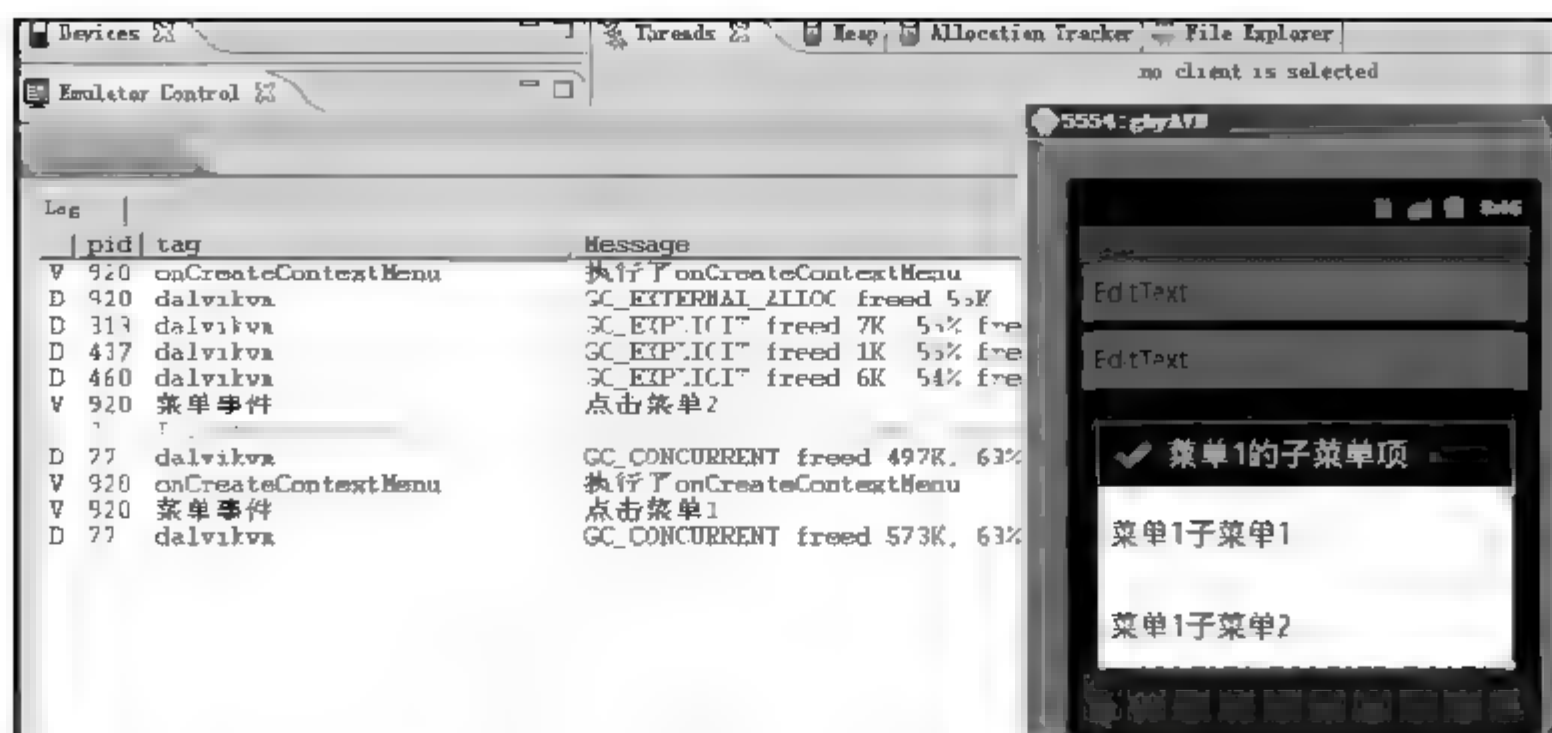 Devices
Threads Heap Allocation Tracker File Explorer
no client is selected
Emulator Control
5554:
Log
pid tag Message
V 920 onCreateContextMenu 执行了onCreateContextMenu
D 920 dalvikvm GC_EXTERNAL_ALLOC freed
D dalvikvm GC_EXPLICIT freed 7K
D 437 dalvikvm GC_EXPLICIT freed 1K
D 460 dalvikvm GC_EXPLICIT freed 6K 54% fre
V 920 菜单事件 点击菜单2
D 77 dalvikvm GC_CONCURRENT freed 497K, 63%
V 920 onCreateContextMenu 执行了onCreateContextMenu
V 920 菜单事件 点击菜单1
D 77 dalvikvm GC_CONCURRENT freed 573K, 63%
EditText
EditText
菜单1的子菜单项
菜单1子菜单1
菜单1子菜单2